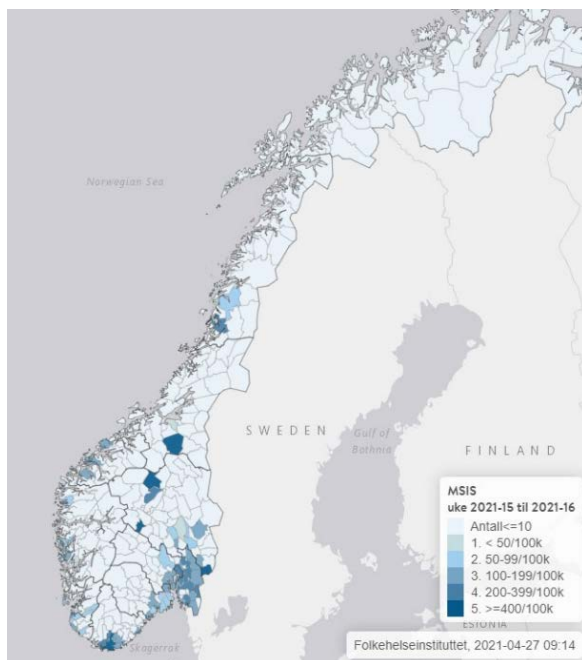 Norwegian Sea
SWEDEN
Gulf of
Bothnia
FINLAND
MSIS
uke 2021-15 til 2021-16
Antall<=10
1. < 50/100k
2. 50-99/100k
3. 100-199/100k
4. 200-399/100k
5. >=400/100k
ESTONIA
Skagerrak
Folkehelseinstituttet, 2021-04-27 09:14